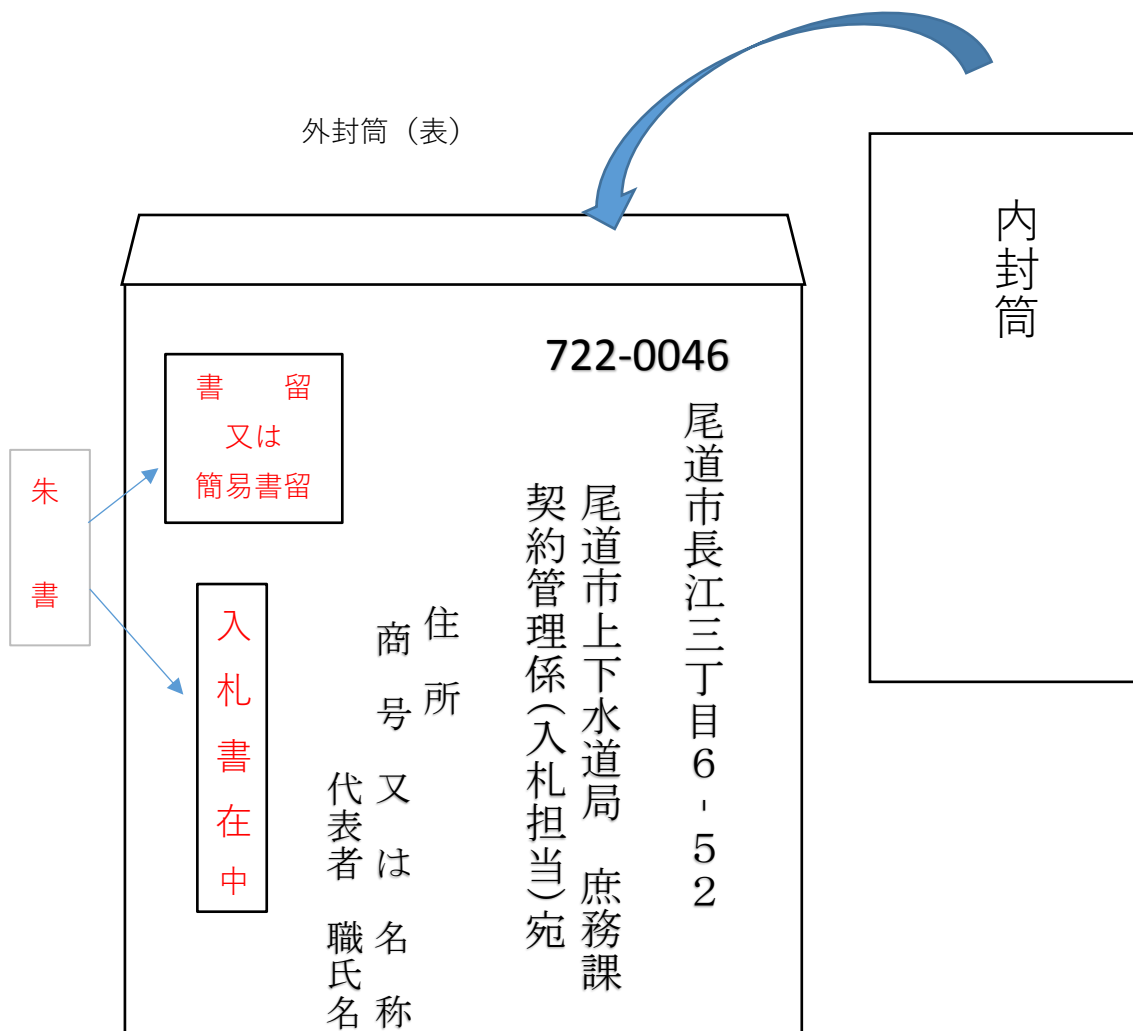 外封筒（表）
内封筒
722-0046
尾道市長江三丁目６-５２
尾道市上下水道局　庶務課
契約管理係(入札担当)宛
住所
商号又は名称
代表者　職氏名
書　　留
又は
簡易書留
入札書在中
朱書